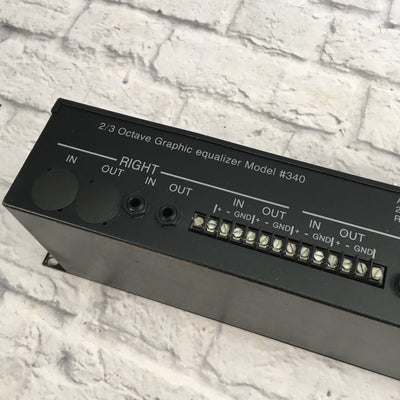 2/3 Octave Graphic equalizer Model #340
RIGHT
IN OUT IN OUT IN OUT IN OUT
+ - GND + - GND + - GND + - GND